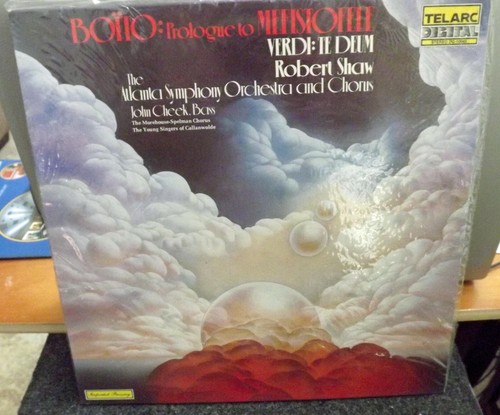 BOITO: Prologue to MEFISTOFELE
VERDI: TE DEUM
Robert Shaw
The
Atlanta Symphony Orchestra and Chorus
John Cheek, Bass
The Morehouse-Spelman Chorus
The Young Singers of Callanwolde
TELARC
DIGITAL